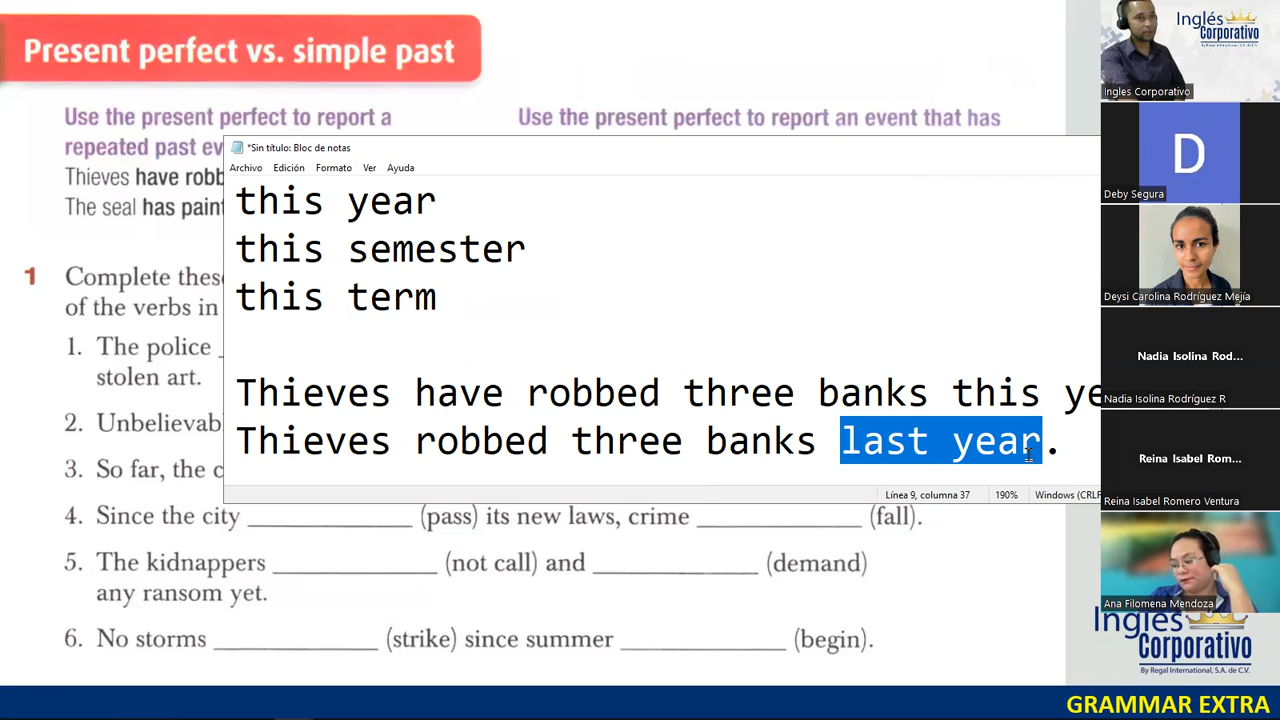 Present perfect vs. simple past
Use the present perfect to report a
repeated past ev
Thieves have robb
The seal has paint
Use the present perfect to report an event that has
*Sin título: Bloc de notas
Archivo Edición Formato Ver Ayuda
this year
this semester
this term
Thieves have robbed three banks this ye
Thieves robbed three banks last year.
Línea 9, columna 37 190% Windows (CRLF
1 Complete these
of the verbs in
1. The police _
stolen art.
2. Unbelievab
3. So far, the c
4. Since the city ______________ (pass) its new laws, crime ______________ (fall).
5. The kidnappers ______________ (not call) and ______________ (demand)
any ransom yet.
6. No storms ______________ (strike) since summer ______________ (begin).
Inglés
Corporativo
By Regal International, S.A. de C.V.
Ingles Corporativo
D
Deby Segura
Deysi Carolina Rodríguez Mejía
Nadia Isolina Rod...
Nadia Isolina Rodríguez R
Reina Isabel Rom...
Reina Isabel Romero Ventura
Ana Filomena Mendoza
Inglés
Corporativo
By Regal International, S.A. de C.V.
GRAMMAR EXTRA